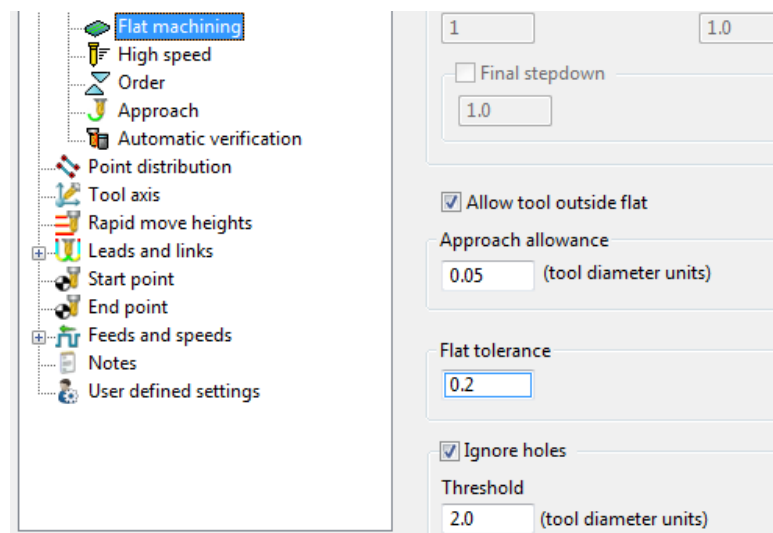 Flat machining
High speed
Order
Approach
Automatic verification
Point distribution
Tool axis
Rapid move heights
Leads and links
Start point
End point
Feeds and speeds
Notes
User defined settings
1
1.0
Final stepdown
1.0
Allow tool outside flat
Approach allowance
0.05 (tool diameter units)
Flat tolerance
0.2
Ignore holes
Threshold
2.0 (tool diameter units)